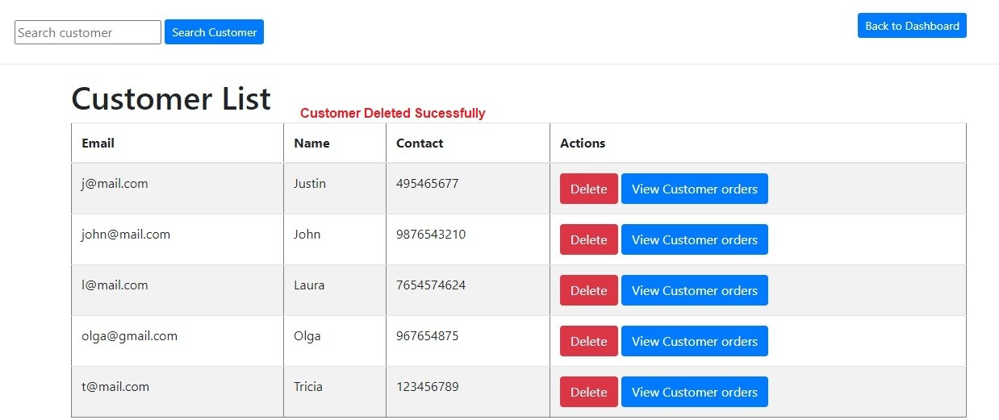 Search customer Search Customer Back to Dashboard
Customer List
Customer Deleted Sucessfully
Email Name Contact Actions
j@mail.com Justin 495465677 Delete View Customer orders
john@mail.com John 9876543210 Delete View Customer orders
l@mail.com Laura 7654574624 Delete View Customer orders
olga@gmail.com Olga 967654875 Delete View Customer orders
t@mail.com Tricia 123456789 Delete View Customer orders